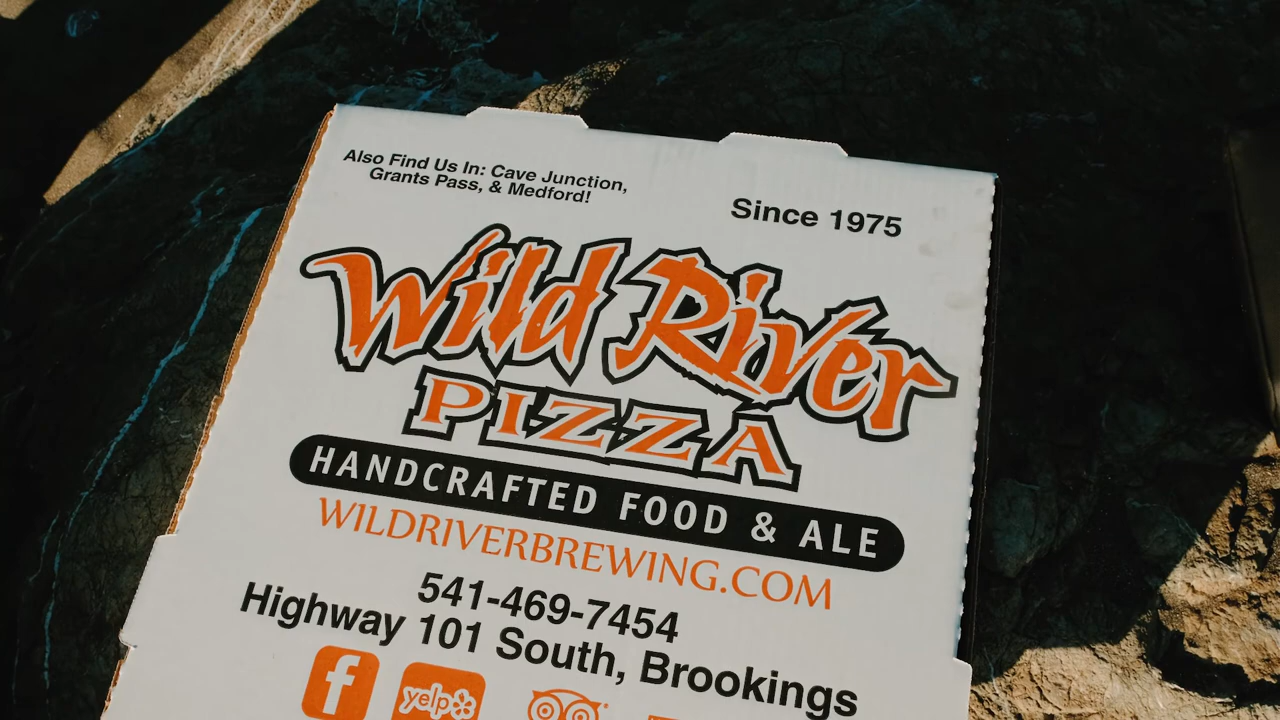 Also Find Us In: Cave Junction,
Grants Pass, & Medford!
Since 1975
Wild River
PIZZA
HANDCRAFTED FOOD & ALE
WILDRIVERBREWING.COM
541-469-7454
Highway 101 South, Brookings
f
yelp